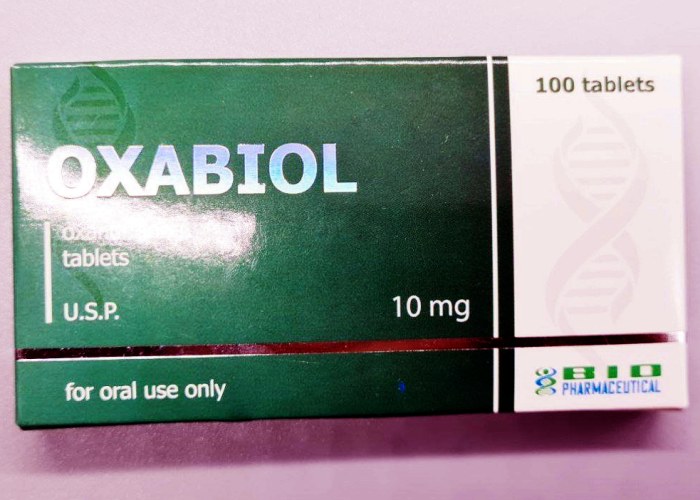 100 tablets
OXABIOL
tablets
U.S.P.
10 mg
for oral use only
BIO
PHARMACEUTICAL